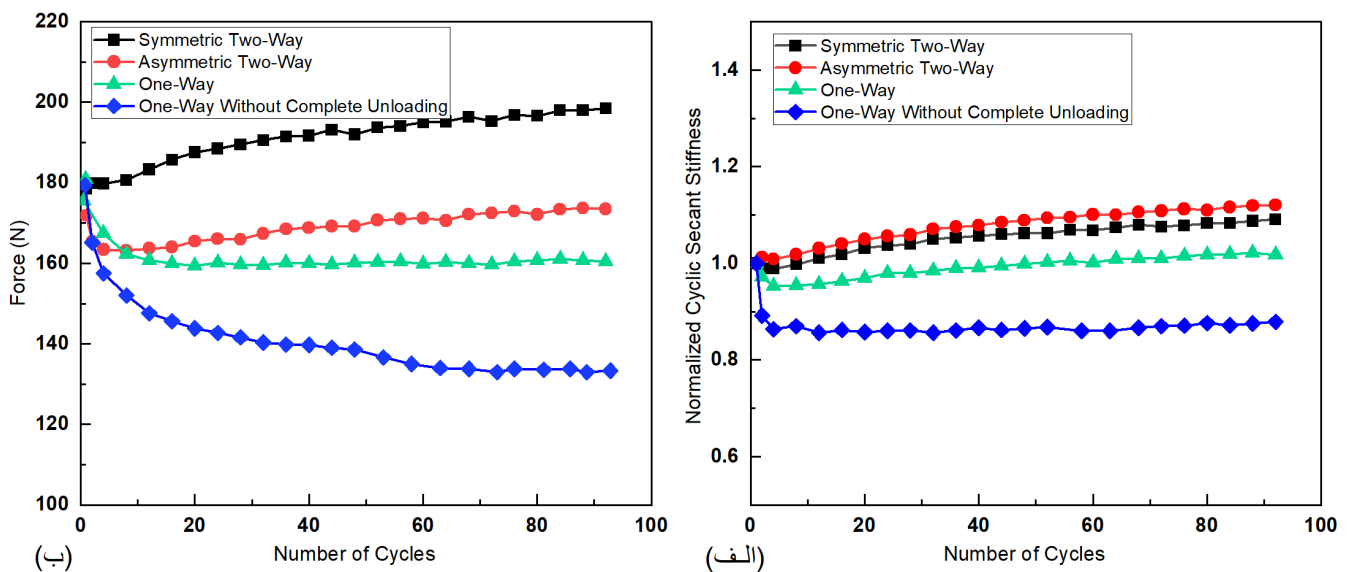 220
200
180
160
140
120
100
Force (N)
Symmetric Two-Way
Asymmetric Two-Way
One-Way
One-Way Without Complete Unloading
0 20 40 60 80 100
Number of Cycles
(ب)
1.4
1.2
1.0
0.8
0.6
Normalized Cyclic Secant Stiffness
Symmetric Two-Way
Asymmetric Two-Way
One-Way
One-Way Without Complete Unloading
0 20 40 60 80 100
Number of Cycles
(الف)